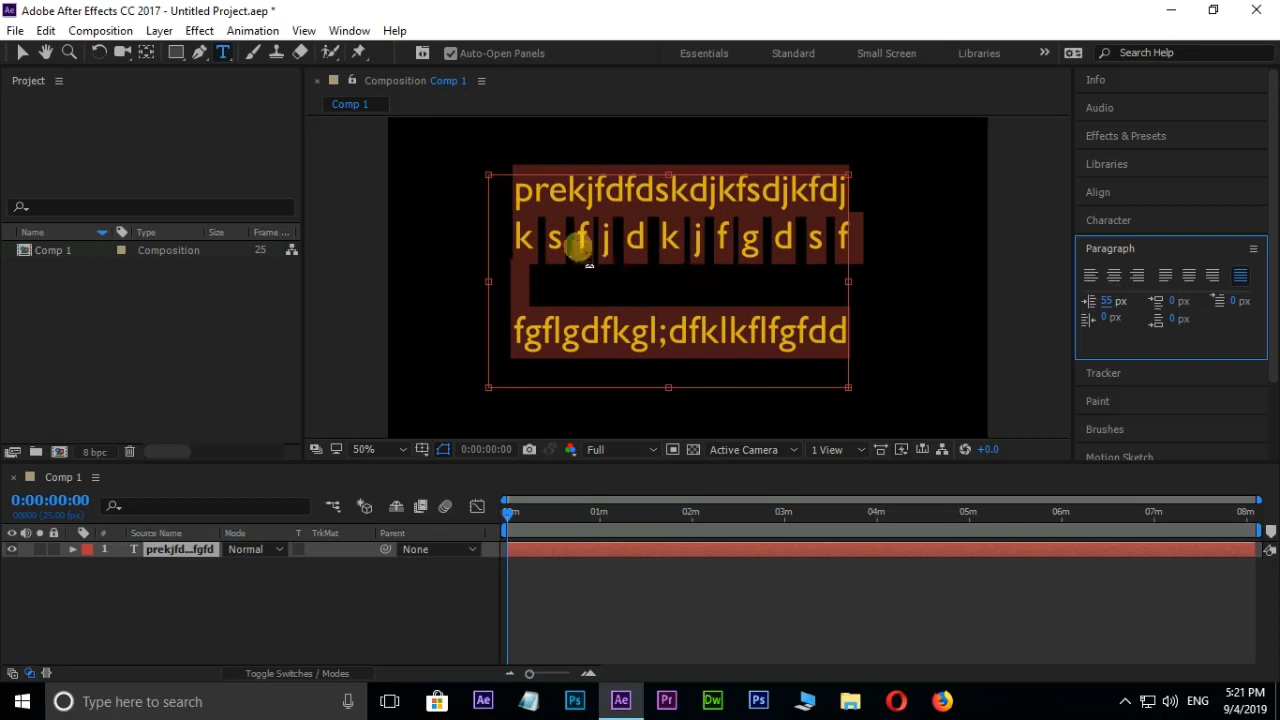 Adobe After Effects CC 2017 - Untitled Project.aep *
File Edit Composition Layer Effect Animation View Window Help
Auto-Open Panels Essentials Standard Small Screen Libraries Search Help
Project Composition Comp 1 Info
Comp 1 Audio
Effects & Presets
Libraries
Align
Character
Name Type Size Frame ...
Comp 1 Composition 25
Paragraph
55 px 0 px 0 px
0 px 0 px
prekjfdfdskdjkfsdjkfdj
k s f j d k j f g d s f
fgflgdfkgl;dfklkflfgfdd
Tracker
Paint
Brushes
Motion Sketch
8 bpc 50% 0:00:00:00 Full Active Camera 1 View +0.0
Comp 1
0:00:00:00
00000 (25.00 fps)
01m 02m 03m 04m 05m 06m 07m 08m
# Source Name Mode T TrkMat Parent
1 T prekjfd...fgfd Normal None
Toggle Switches / Modes
Type here to search
ENG 5:21 PM
9/4/2019